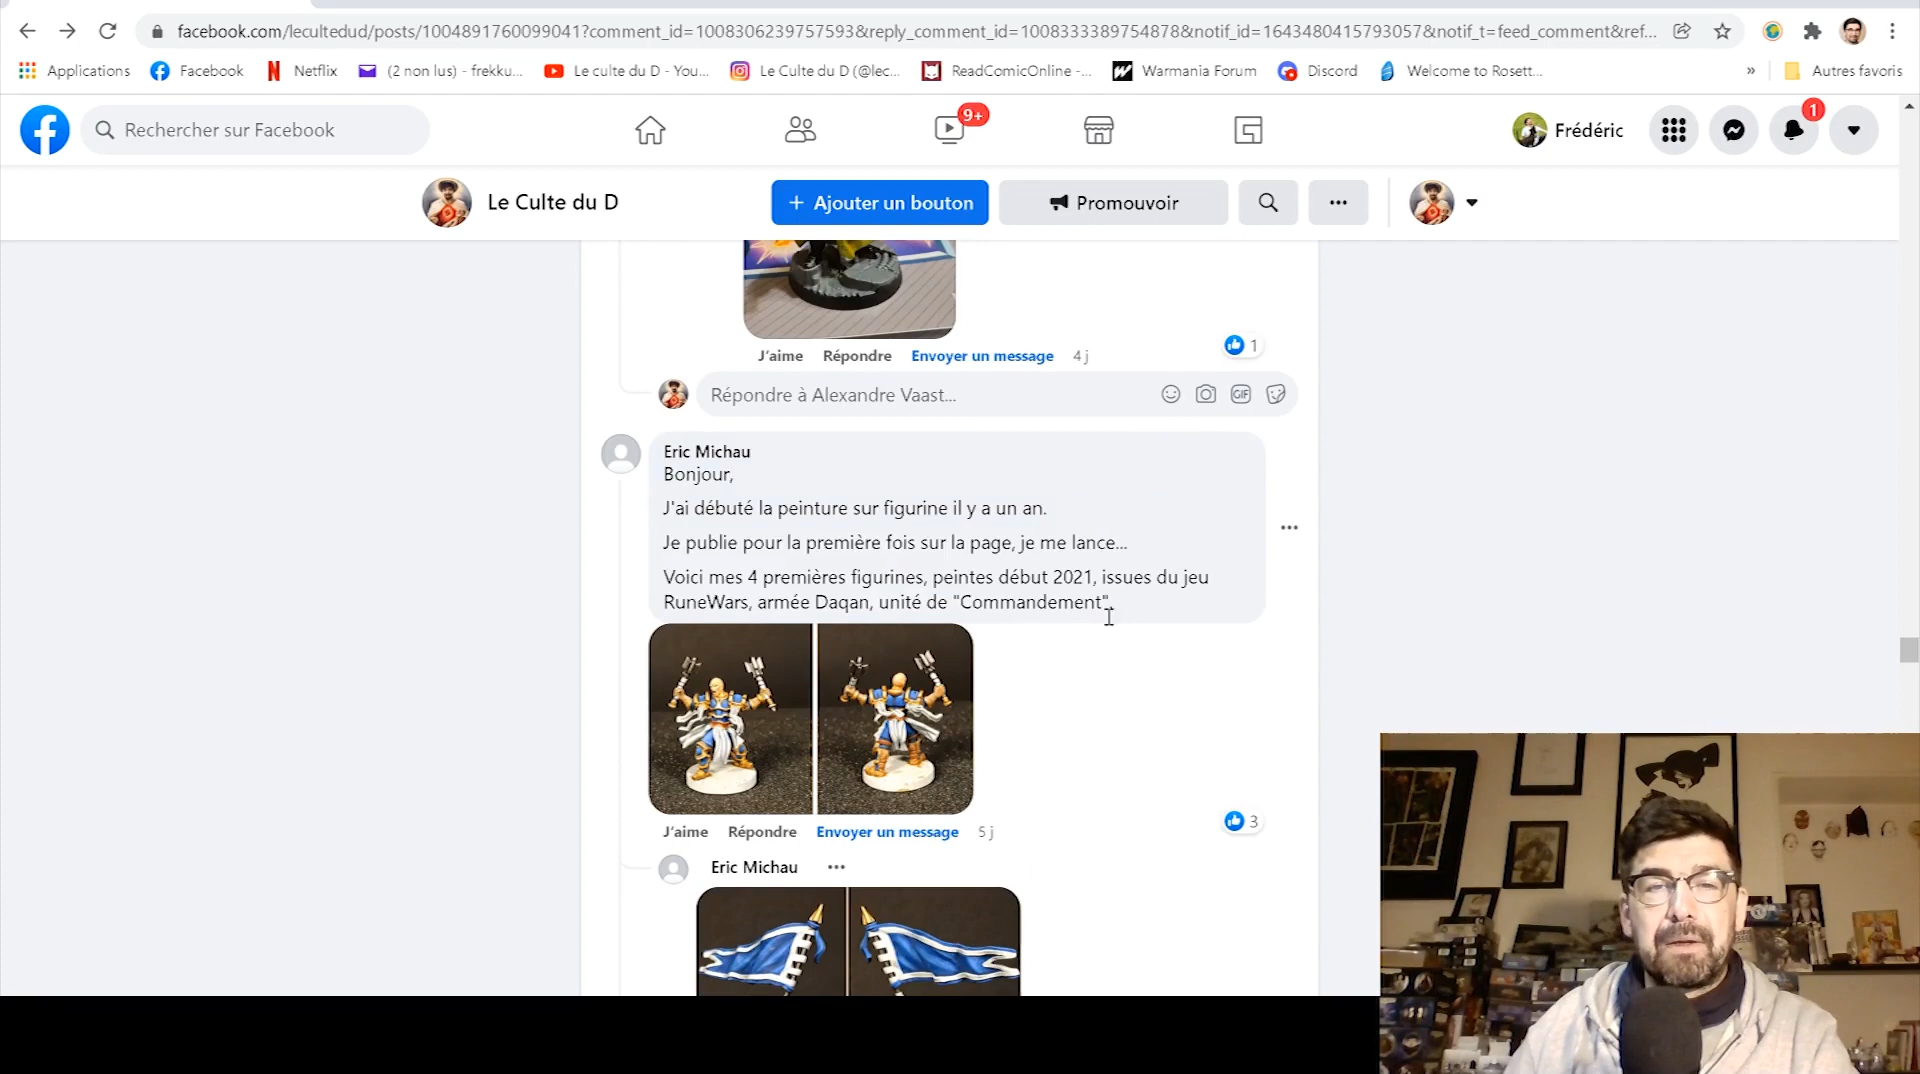 facebook.com/lecultedud/posts/1004891760099041?comment_id=1008306239757593&reply_comment_id=1008333389754878&notif_id=1643480415793057&notif_t=feed_comment&ref...
Applications
Facebook
Netflix
(2 non lus) - frekku...
Le culte du D - You...
Le Culte du D (@lec...
ReadComicOnline -...
Warmania Forum
Discord
Welcome to Rosett...
»
Autres favoris
Rechercher sur Facebook
9+
Frédéric
1
Le Culte du D
+ Ajouter un bouton
Promouvoir
J'aime Répondre Envoyer un message 4 j
1
Répondre à Alexandre Vaast...
GIF
Eric Michau
Bonjour,
J'ai débuté la peinture sur figurine il y a un an.
Je publie pour la première fois sur la page, je me lance...
Voici mes 4 premières figurines, peintes début 2021, issues du jeu
RuneWars, armée Daqan, unité de "Commandement".
J'aime Répondre Envoyer un message 5 j
3
Eric Michau